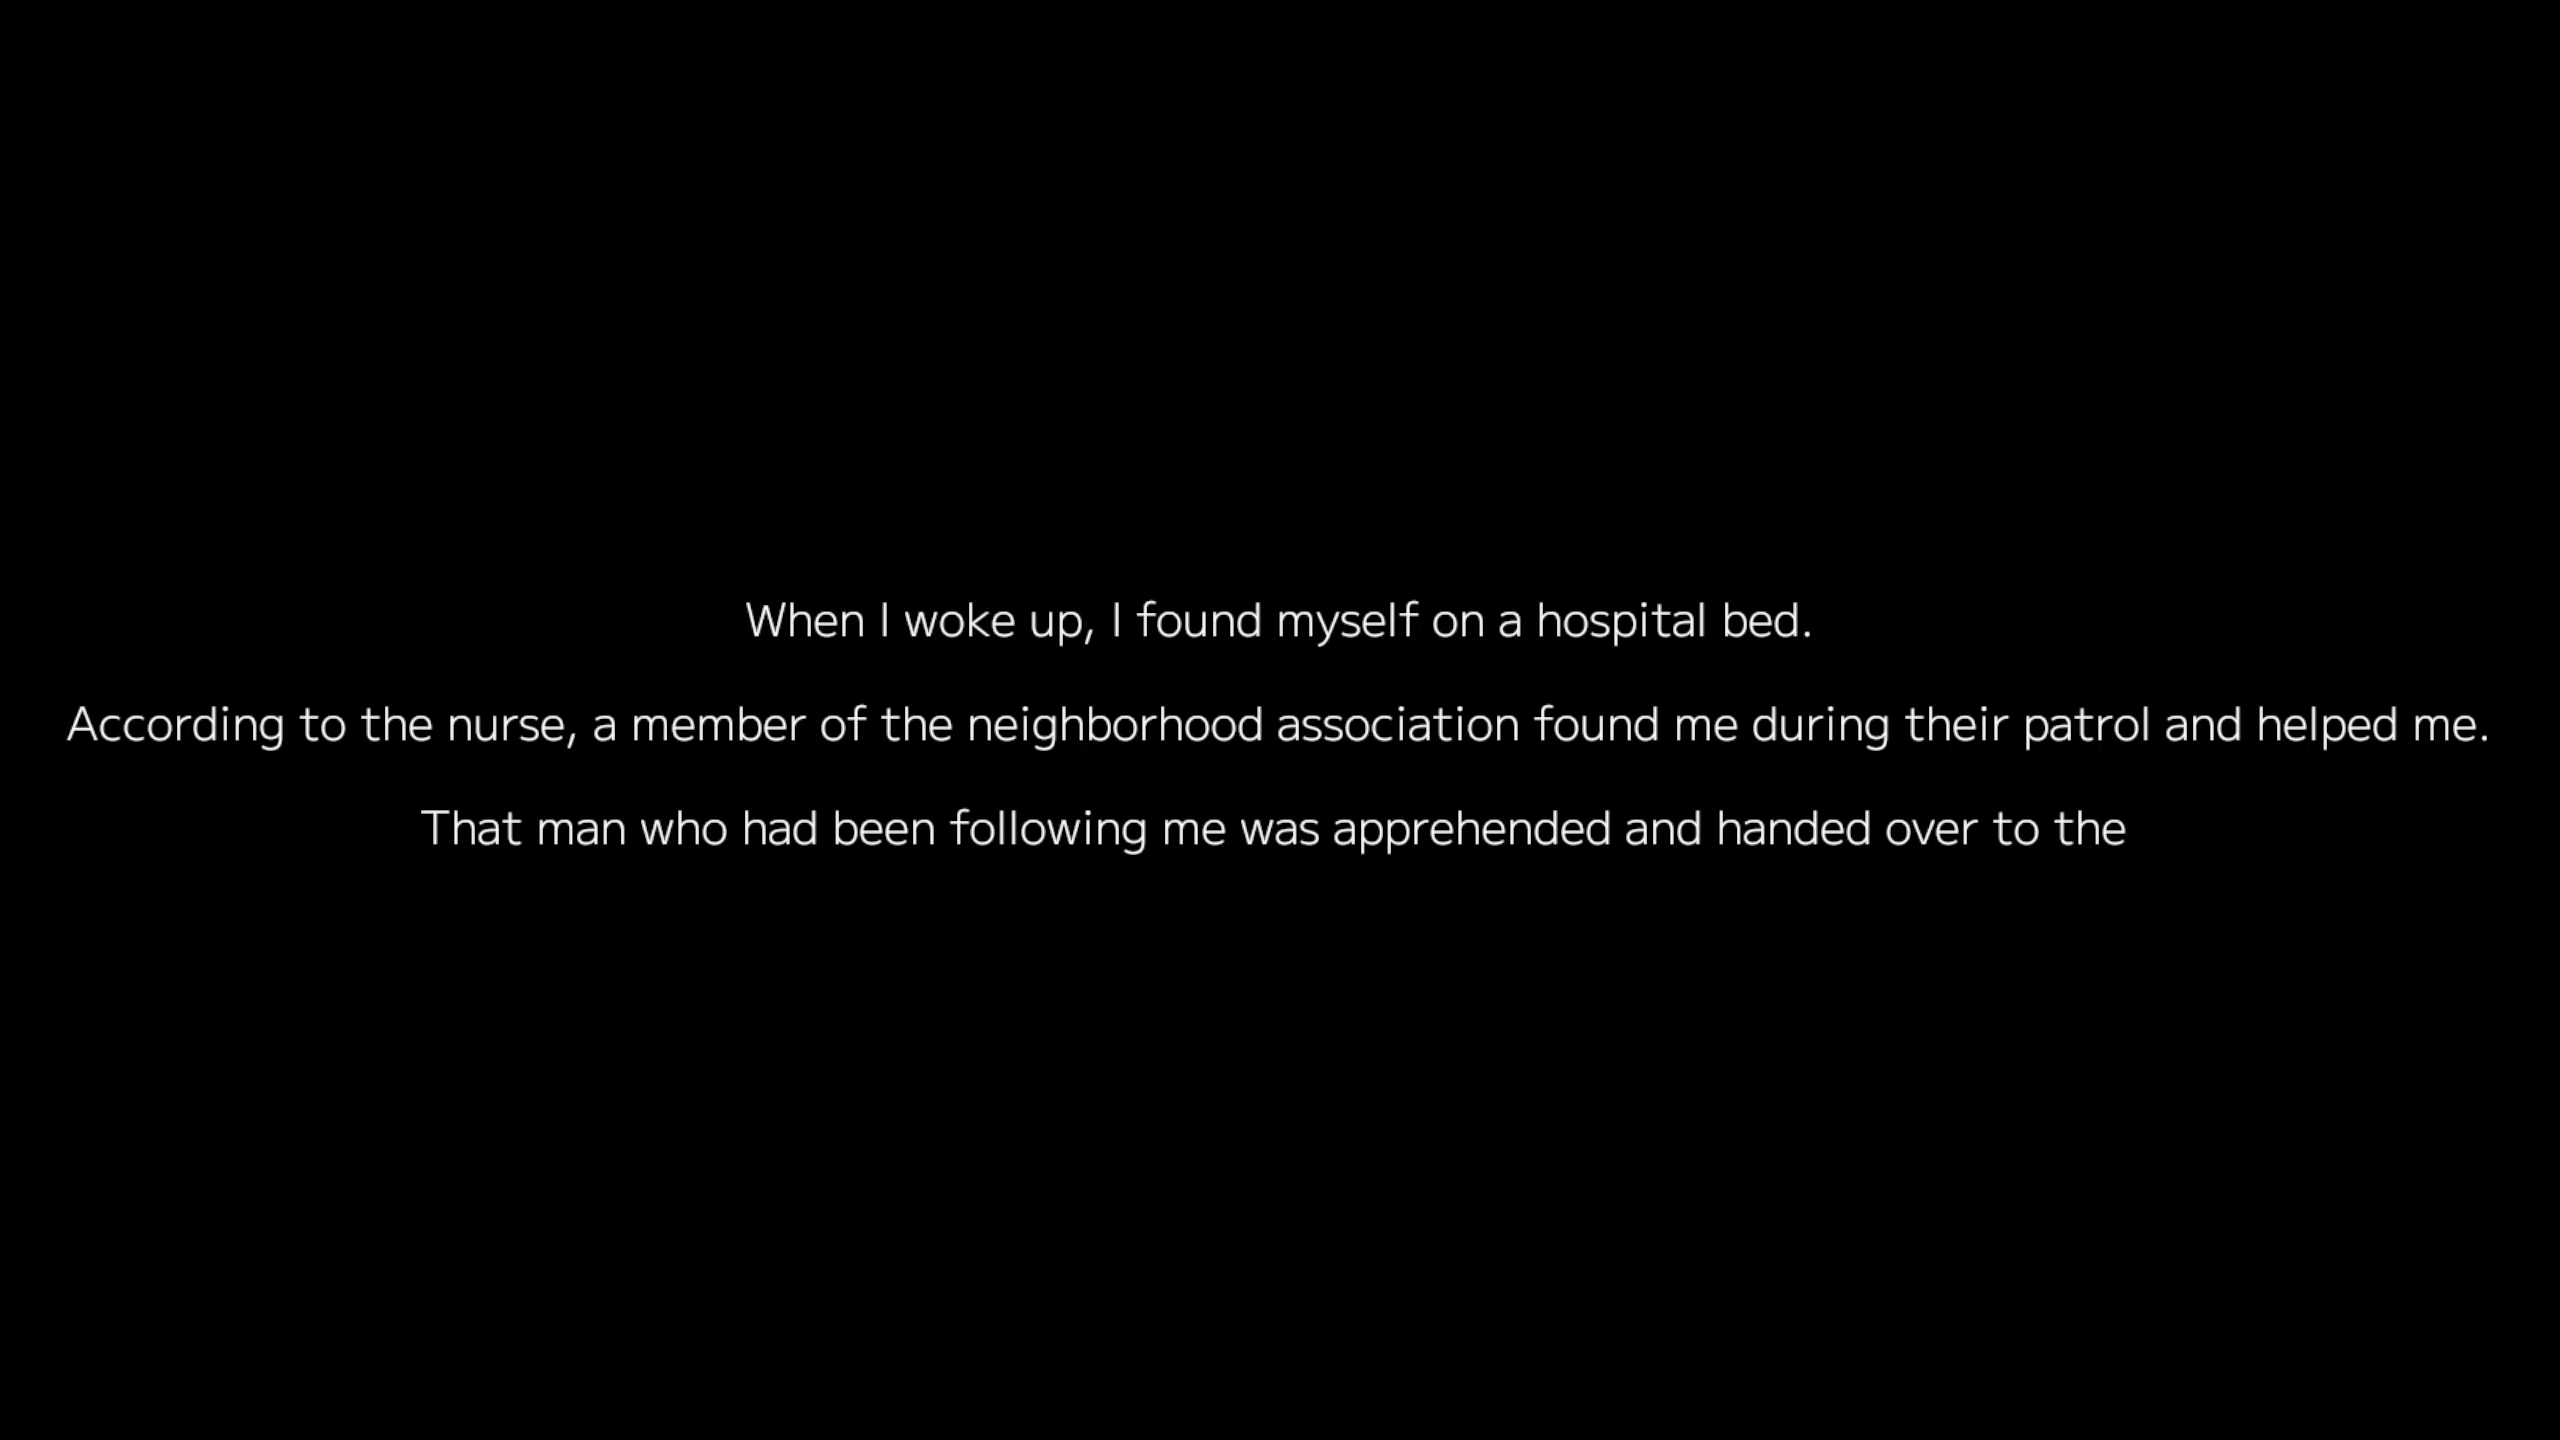 When I woke up, I found myself on a hospital bed.
According to the nurse, a member of the neighborhood association found me during their patrol and helped me.
That man who had been following me was apprehended and handed over to the